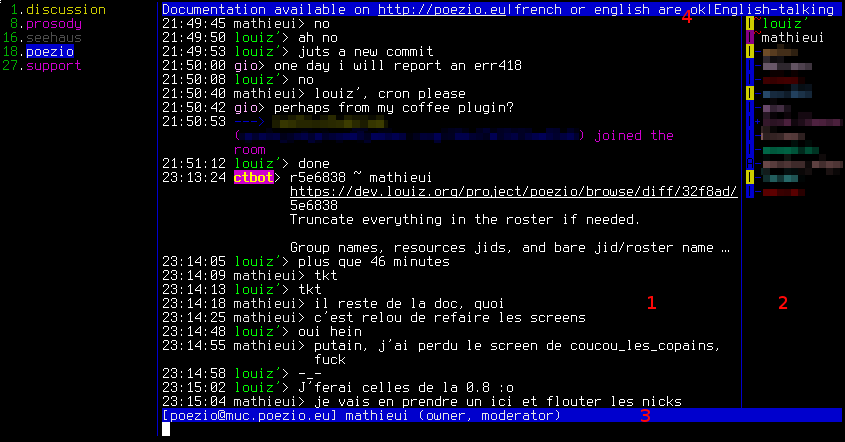 1.discussion
8.prosody
16.seehaus
18.poezio
27.support
Documentation available on http://poezio.eu|french or english are ok|English-talking
4
21:49:45 mathieui> no
21:49:50 louiz’> ah no
21:49:53 louiz’> juts a new commit
21:50:00 gio> one day i will report an err418
21:50:08 louiz’> no
21:50:40 mathieui> louiz’, cron please
21:50:42 gio> perhaps from my coffee plugin?
21:50:53 --->
( ) joined the
room
21:51:12 louiz’> done
23:13:24 ctbot> r5e6838 ~ mathieui
https://dev.louiz.org/project/poezio/browse/diff/32f8ad/
5e6838
Truncate everything in the roster if needed.
Group names, resources jids, and bare jid/roster name …
23:14:05 louiz’> plus que 46 minutes
23:14:09 mathieui> tkt
23:14:13 louiz’> tkt
23:14:18 mathieui> il reste de la doc, quoi
23:14:25 mathieui> c’est relou de refaire les screens
23:14:48 louiz’> oui hein
23:14:55 mathieui> putain, j’ai perdu le screen de coucou_les_copains,
fuck
23:14:58 louiz’> -_-
23:15:02 louiz’> J’ferai celles de la 0.8 :o
23:15:04 mathieui> je vais en prendre un ici et flouter les nicks
1
[poezio@muc.poezio.eu] mathieui (owner, moderator)
3
~louiz’
~mathieui
2